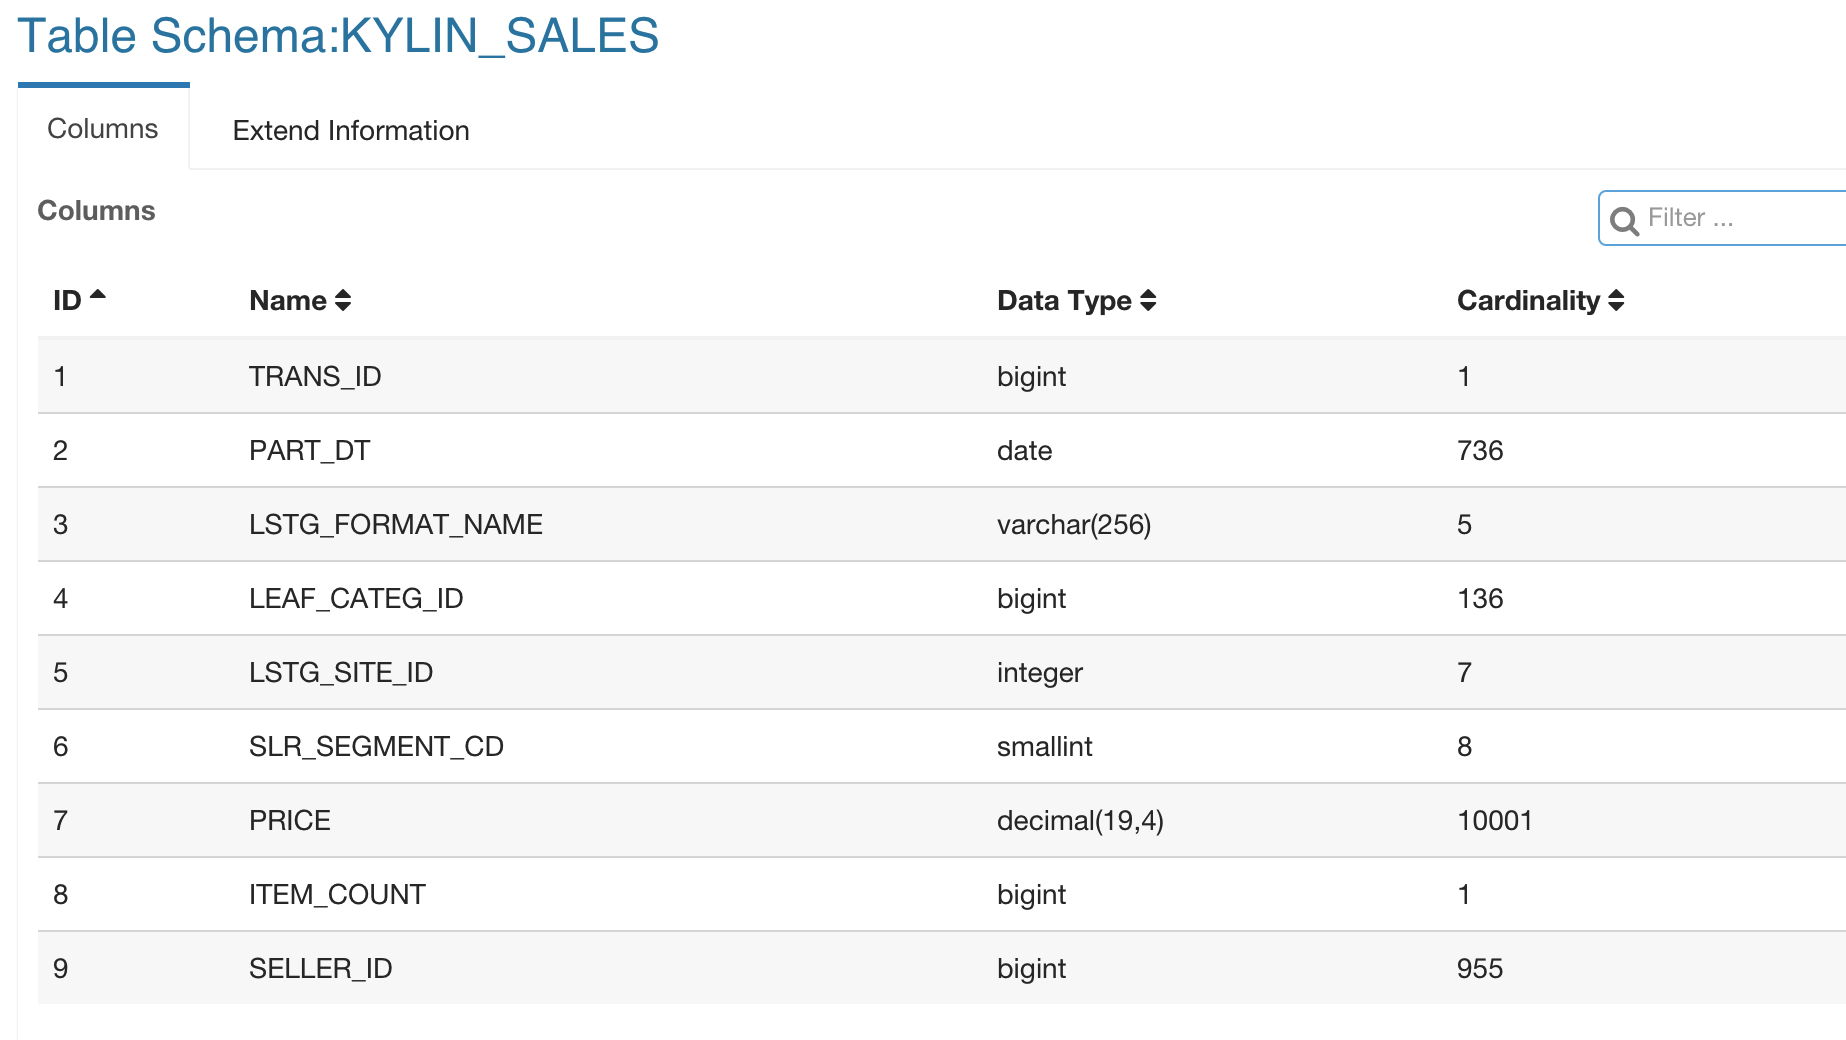 Table Schema:KYLIN_SALES
Columns Extend Information
Columns
Filter ...
ID Name Data Type Cardinality
1 TRANS_ID bigint 1
2 PART_DT date 736
3 LSTG_FORMAT_NAME varchar(256) 5
4 LEAF_CATEG_ID bigint 136
5 LSTG_SITE_ID integer 7
6 SLR_SEGMENT_CD smallint 8
7 PRICE decimal(19,4) 10001
8 ITEM_COUNT bigint 1
9 SELLER_ID bigint 955